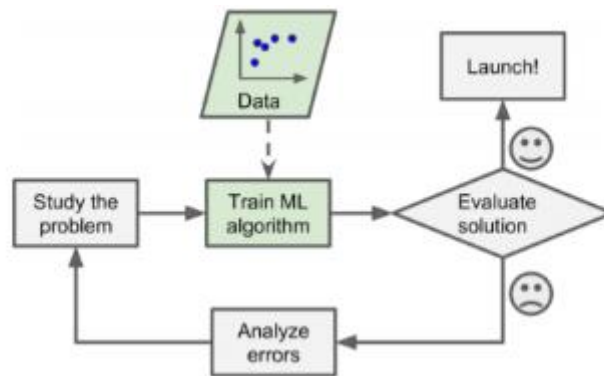 Data
Launch!
Study the
problem
Train ML
algorithm
Evaluate
solution
Analyze
errors